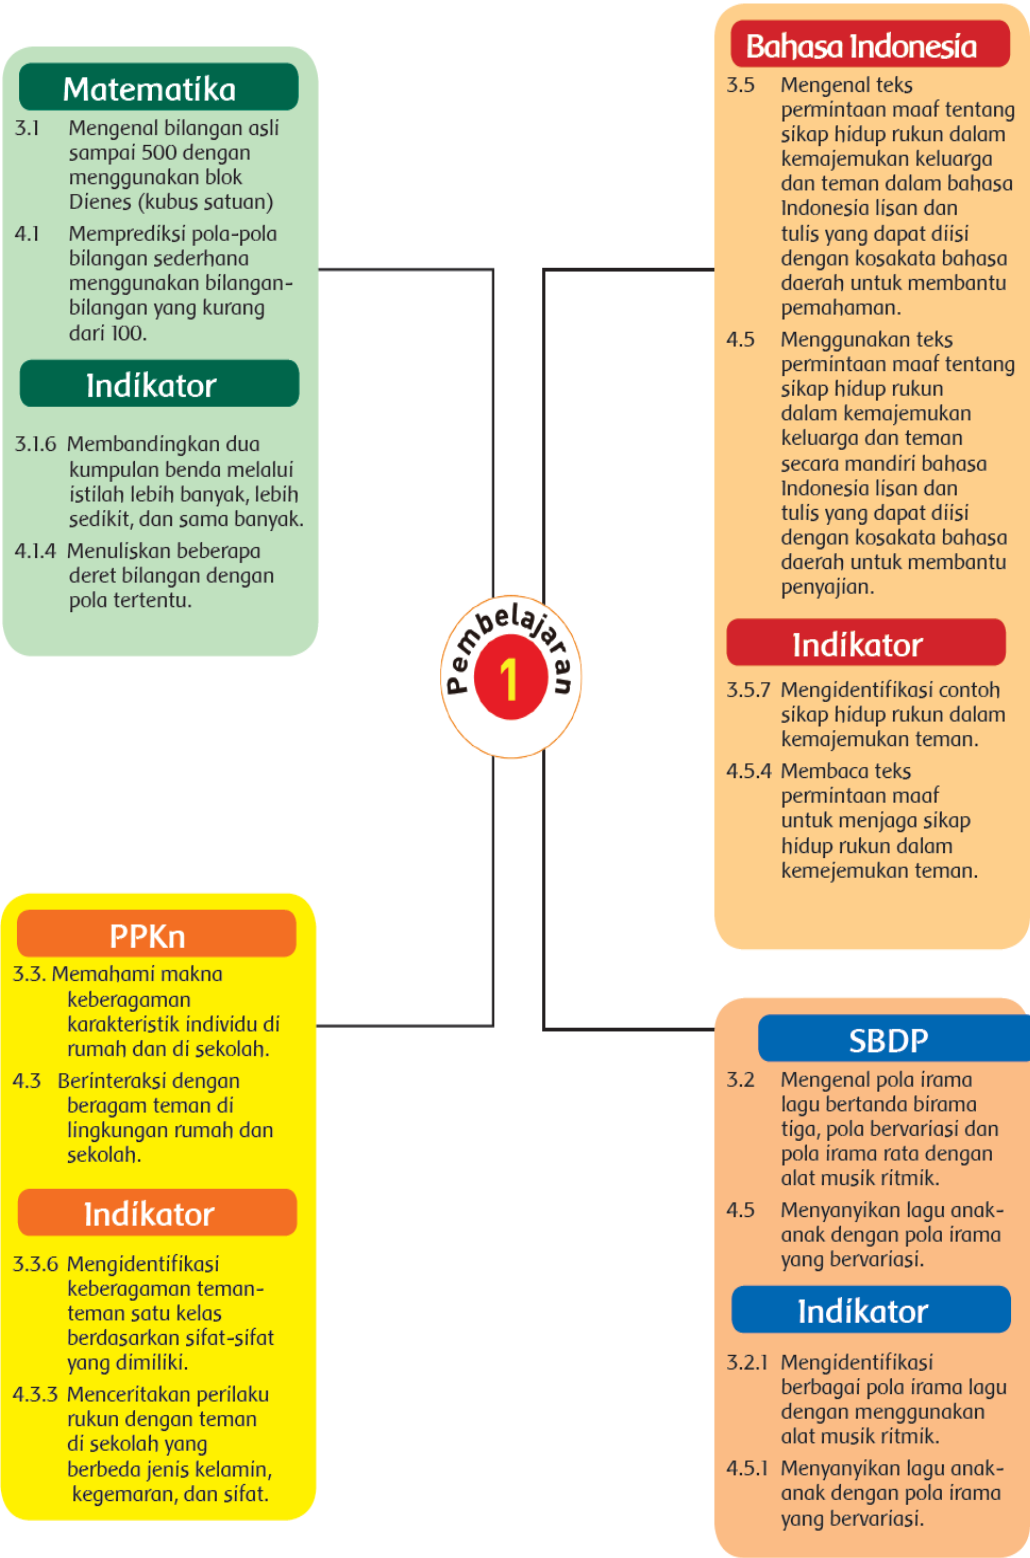 Matematika
3.1 Mengenal bilangan asli
sampai 500 dengan
menggunakan blok
Dienes (kubus satuan)
4.1 Memprediksi pola-pola
bilangan sederhana
menggunakan bilangan-
bilangan yang kurang
dari 100.
Indikator
3.1.6 Membandingkan dua
kumpulan benda melalui
istilah lebih banyak, lebih
sedikit, dan sama banyak.
4.1.4 Menuliskan beberapa
deret bilangan dengan
pola tertentu.
Bahasa Indonesia
3.5 Mengenal teks
permintaan maaf tentang
sikap hidup rukun dalam
kemajemukan keluarga
dan teman dalam bahasa
Indonesia lisan dan
tulis yang dapat diisi
dengan kosakata bahasa
daerah untuk membantu
pemahaman.
4.5 Menggunakan teks
permintaan maaf tentang
sikap hidup rukun
dalam kemajemukan
keluarga dan teman
secara mandiri bahasa
Indonesia lisan dan
tulis yang dapat diisi
dengan kosakata bahasa
daerah untuk membantu
penyajian.
Indikator
3.5.7 Mengidentifikasi contoh
sikap hidup rukun dalam
kemajemukan teman.
4.5.4 Membaca teks
permintaan maaf
untuk menjaga sikap
hidup rukun dalam
kemejemukan teman.
Pembelajaran
1
PPKn
3.3. Memahami makna
keberagaman
karakteristik individu di
rumah dan di sekolah.
4.3 Berinteraksi dengan
beragam teman di
lingkungan rumah dan
sekolah.
Indikator
3.3.6 Mengidentifikasi
keberagaman teman-
teman satu kelas
berdasarkan sifat-sifat
yang dimiliki.
4.3.3 Menceritakan perilaku
rukun dengan teman
di sekolah yang
berbeda jenis kelamin,
kegemaran, dan sifat.
SBDP
3.2 Mengenal pola irama
lagu bertanda birama
tiga, pola bervariasi dan
pola irama rata dengan
alat musik ritmik.
4.5 Menyanyikan lagu anak-
anak dengan pola irama
yang bervariasi.
Indikator
3.2.1 Mengidentifikasi
berbagai pola irama lagu
dengan menggunakan
alat musik ritmik.
4.5.1 Menyanyikan lagu anak-
anak dengan pola irama
yang bervariasi.